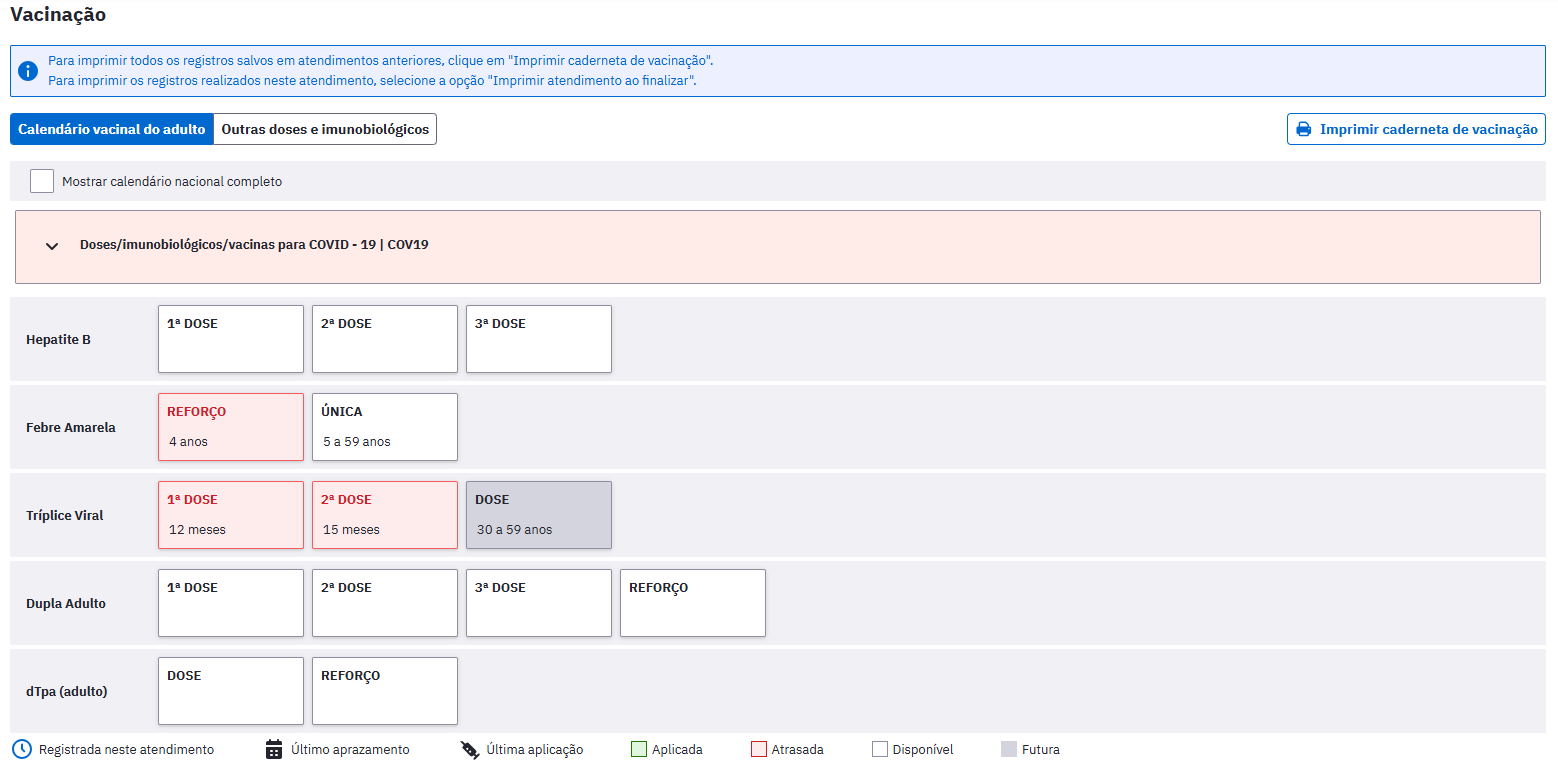 Vacinação
Para imprimir todos os registros salvos em atendimentos anteriores, clique em "Imprimir caderneta de vacinação".
Para imprimir os registros realizados neste atendimento, selecione a opção "Imprimir atendimento ao finalizar".
Calendário vacinal do adulto Outras doses e imunobiológicos Imprimir caderneta de vacinação
Mostrar calendário nacional completo
Doses/imunobiológicos/vacinas para COVID - 19 | COV19
Hepatite B
1ª DOSE
2ª DOSE
3ª DOSE
Febre Amarela
REFORÇO
4 anos
ÚNICA
5 a 59 anos
Tríplice Viral
1ª DOSE
12 meses
2ª DOSE
15 meses
DOSE
30 a 59 anos
Dupla Adulto
1ª DOSE
2ª DOSE
3ª DOSE
REFORÇO
dTpa (adulto)
DOSE
REFORÇO
Registrada neste atendimento Último aprazamento Última aplicação Aplicada Atrasada Disponível Futura